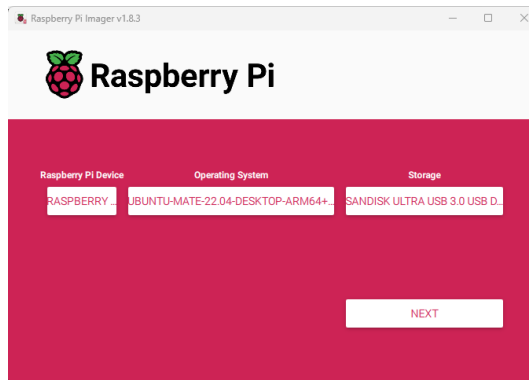 Raspberry Pi Imager v1.8.3
Raspberry Pi
Raspberry Pi Device Operating System Storage
RASPBERRY ... UBUNTU-MATE-22.04-DESKTOP-ARM64+... SANDISK ULTRA USB 3.0 USB D...
NEXT